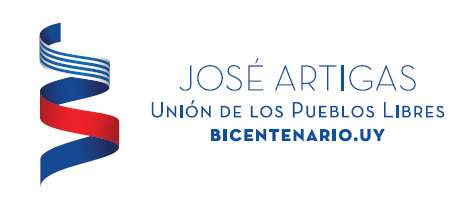 JOSÉ ARTIGAS
UNIÓN DE LOS PUEBLOS LIBRES
BICENTENARIO.UY